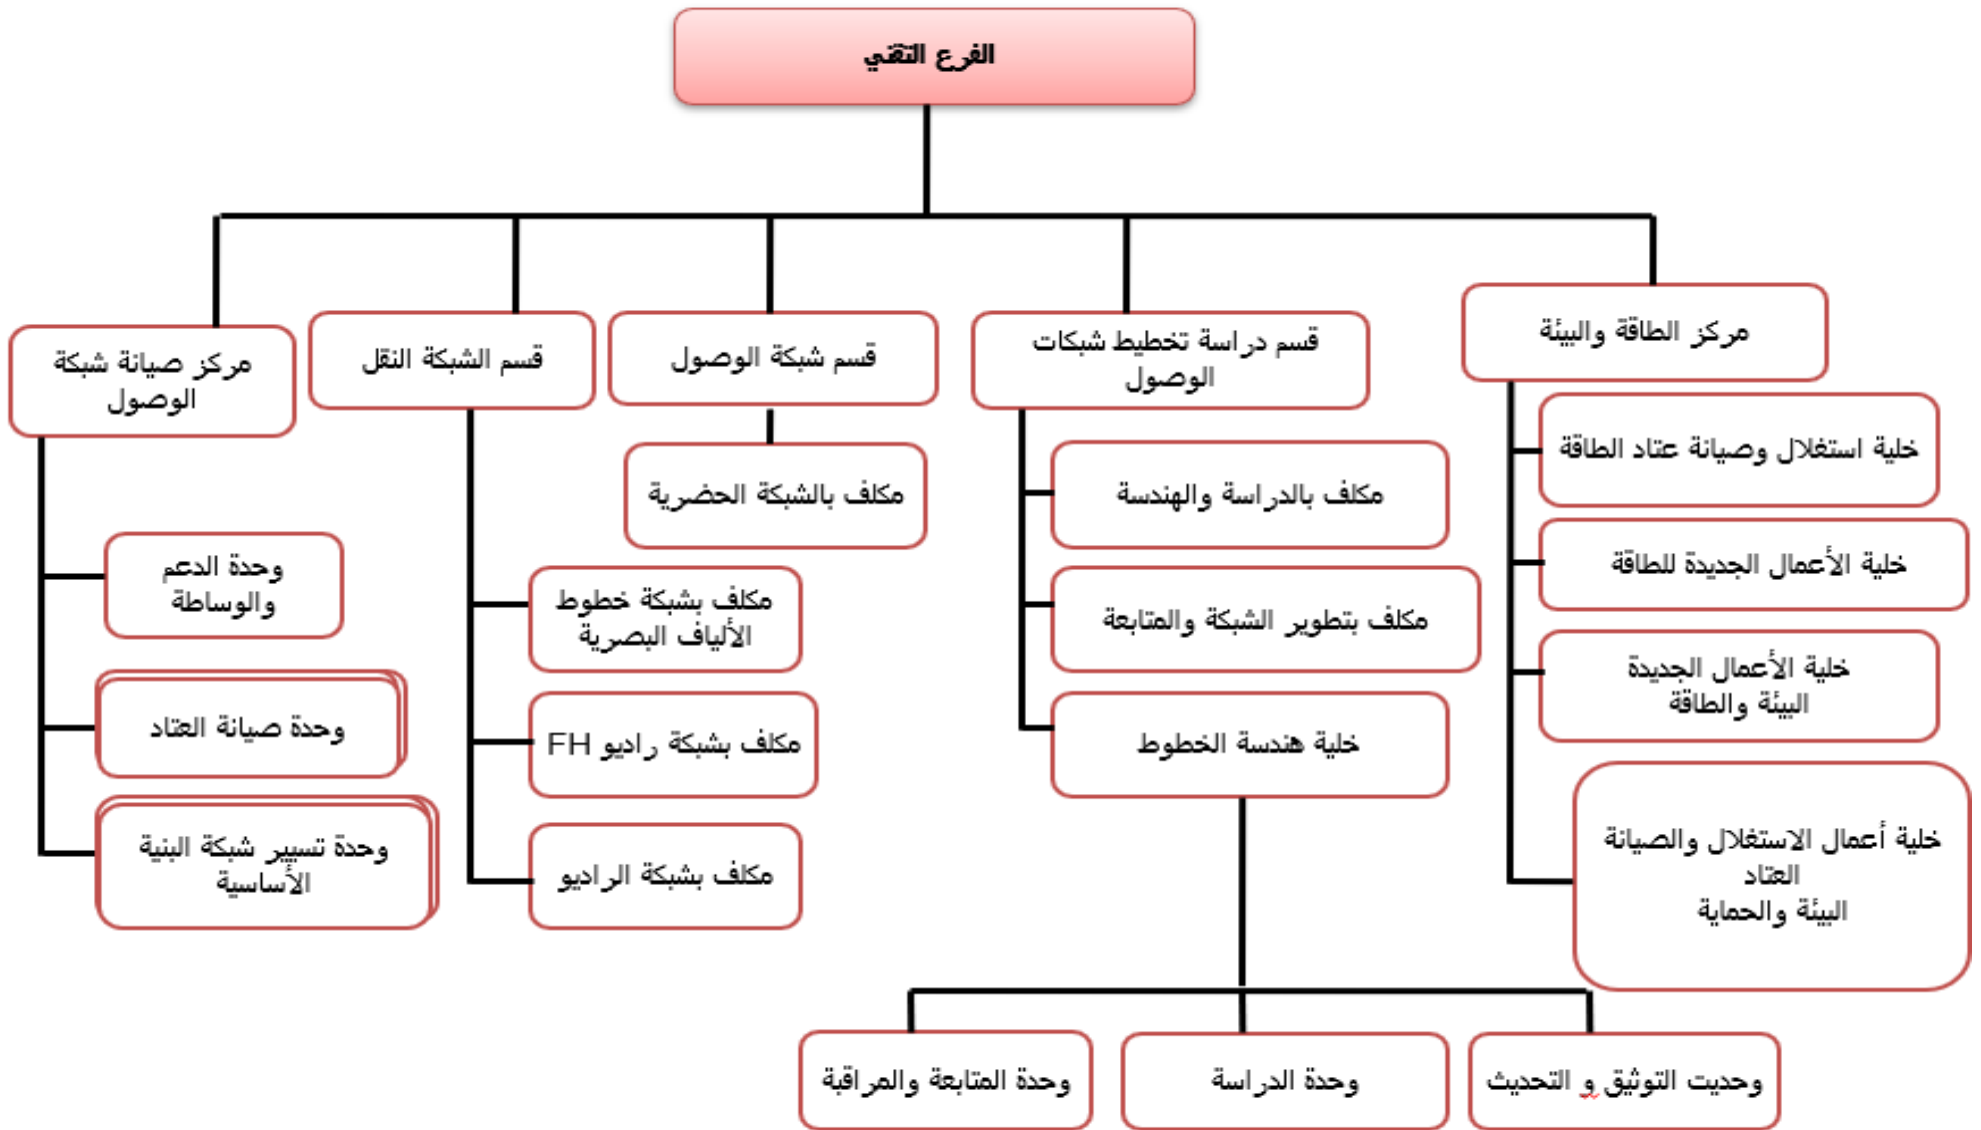 الفرع التقني
مركز الطاقة والبيئة
خلية استغلال وصيانة عتاد الطاقة
خلية الأعمال الجديدة للطاقة
خلية الأعمال الجديدة
البيئة والطاقة
خلية أعمال الاستغلال والصيانة
العتاد
البيئة والحماية
قسم دراسة تخطيط شبكات
الوصول
مكلف بالدراسة والهندسة
مكلف بتطوير الشبكة والمتابعة
خلية هندسة الخطوط
وحديت التوثيق و التحديث
وحدة الدراسة
وحدة المتابعة والمراقبة
قسم شبكة الوصول
مكلف بالشبكة الحضرية
قسم الشبكة النقل
مكلف بشبكة خطوط
الألياف البصرية
مكلف بشبكة راديو FH
مكلف بشبكة الراديو
مركز صيانة شبكة
الوصول
وحدة الدعم
والوساطة
وحدة صيانة العتاد
وحدة تسيير شبكة البنية
الأساسية